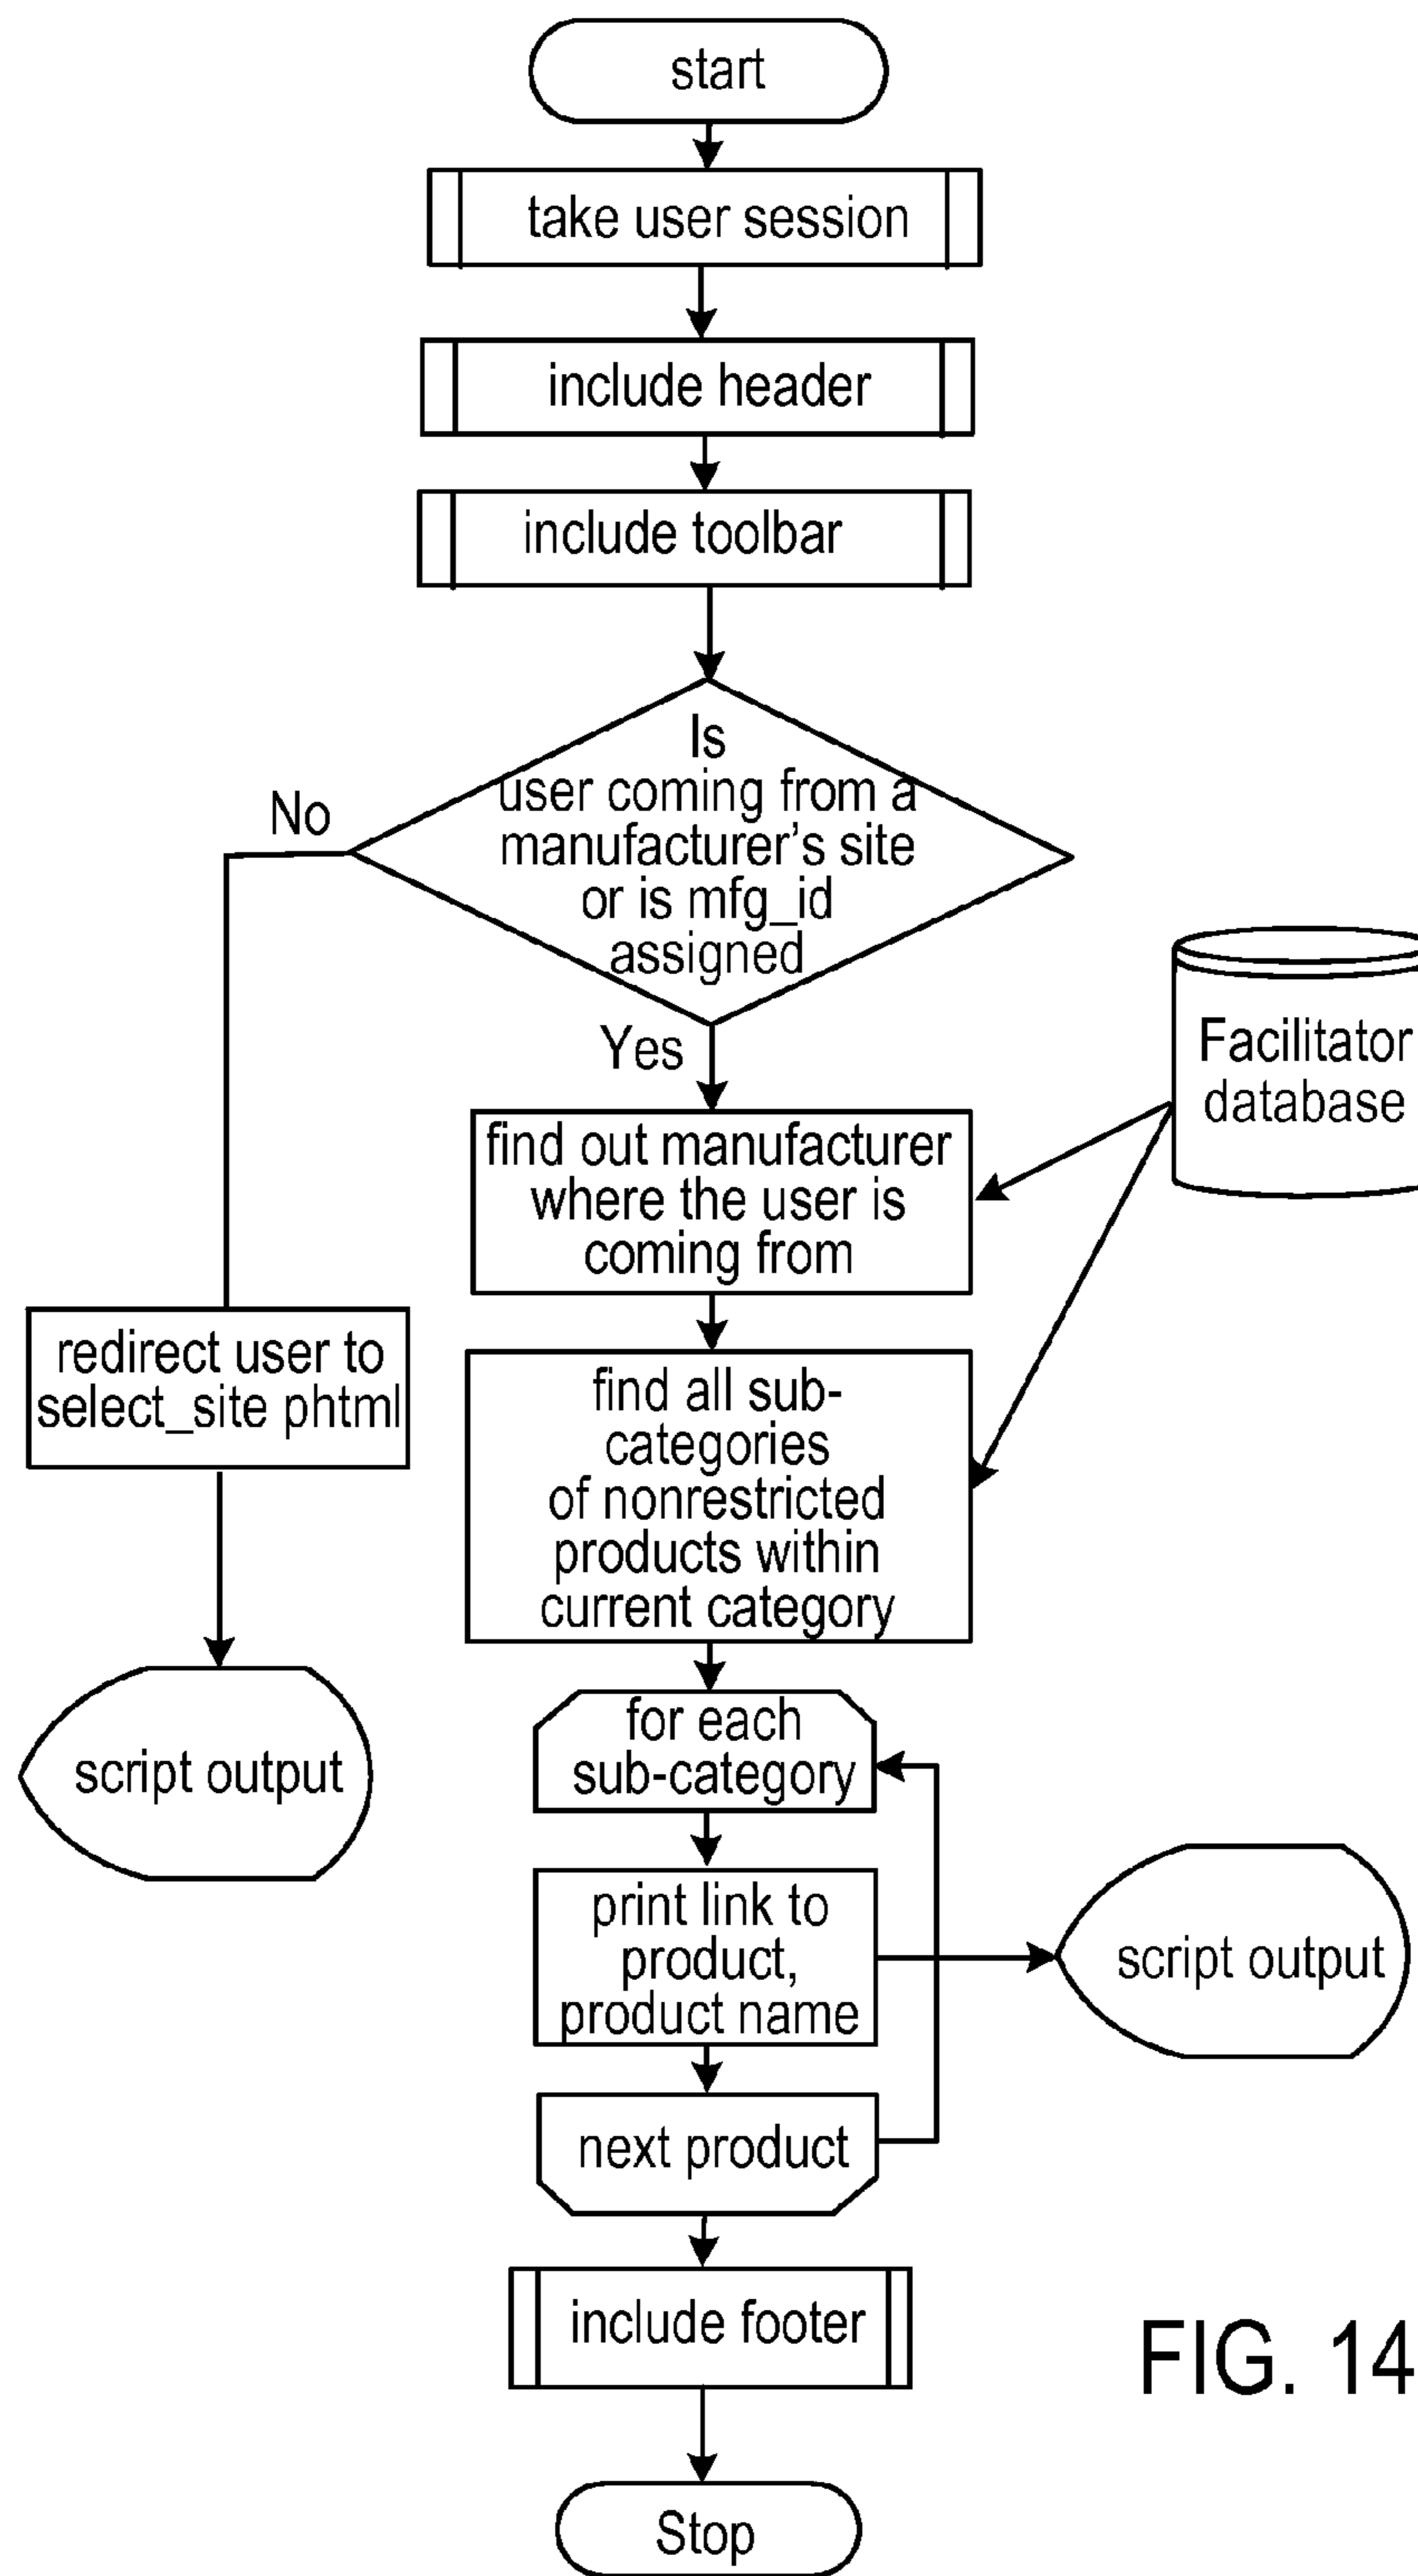 start
take user session
include header
include toolbar
Is
user coming from a
manufacturer's site
or is mfg_id
assigned
No
Yes
Facilitator
database
find out manufacturer
where the user is
coming from
redirect user to
select_site phtml
find all sub-
categories
of nonrestricted
products within
current category
script output
for each
sub-category
print link to
product,
product name
script output
next product
include footer
FIG. 14
Stop